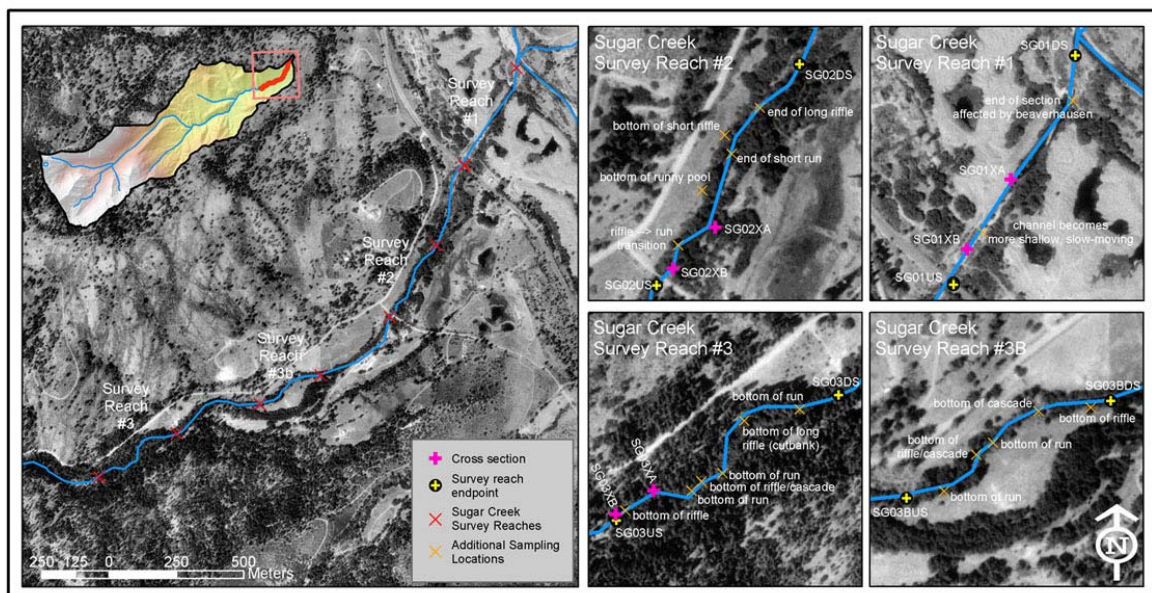 Survey
Reach
#1
Survey
Reach
#2
Survey
Reach
#3b
Survey
Reach
#3
Cross section
Survey reach
endpoint
Sugar Creek
Survey Reaches
Additional Sampling
Locations
250 125 0 250 500
Meters
Sugar Creek
Survey Reach #2
SG02DS
end of long riffle
bottom of short riffle
end of short run
bottom of runny pool
SG02XA
riffle --> run
transition
SG02XB
SG02US
Sugar Creek
Survey Reach #1
SG01DS
end of section
affected by beaverhausen
SG01XA
channel becomes
more shallow, slow-moving
SG01XB
SG01US
Sugar Creek
Survey Reach #3
SG03DS
bottom of run
bottom of long
riffle (cutbank)
SG03XA
bottom of run
bottom of riffle/cascade
bottom of run
SG03XB
bottom of riffle
SG03US
Sugar Creek
Survey Reach #3B
SG03BDS
bottom of cascade
bottom of riffle
bottom of run
bottom of
riffle/cascade
bottom of run
SG03BUS
N